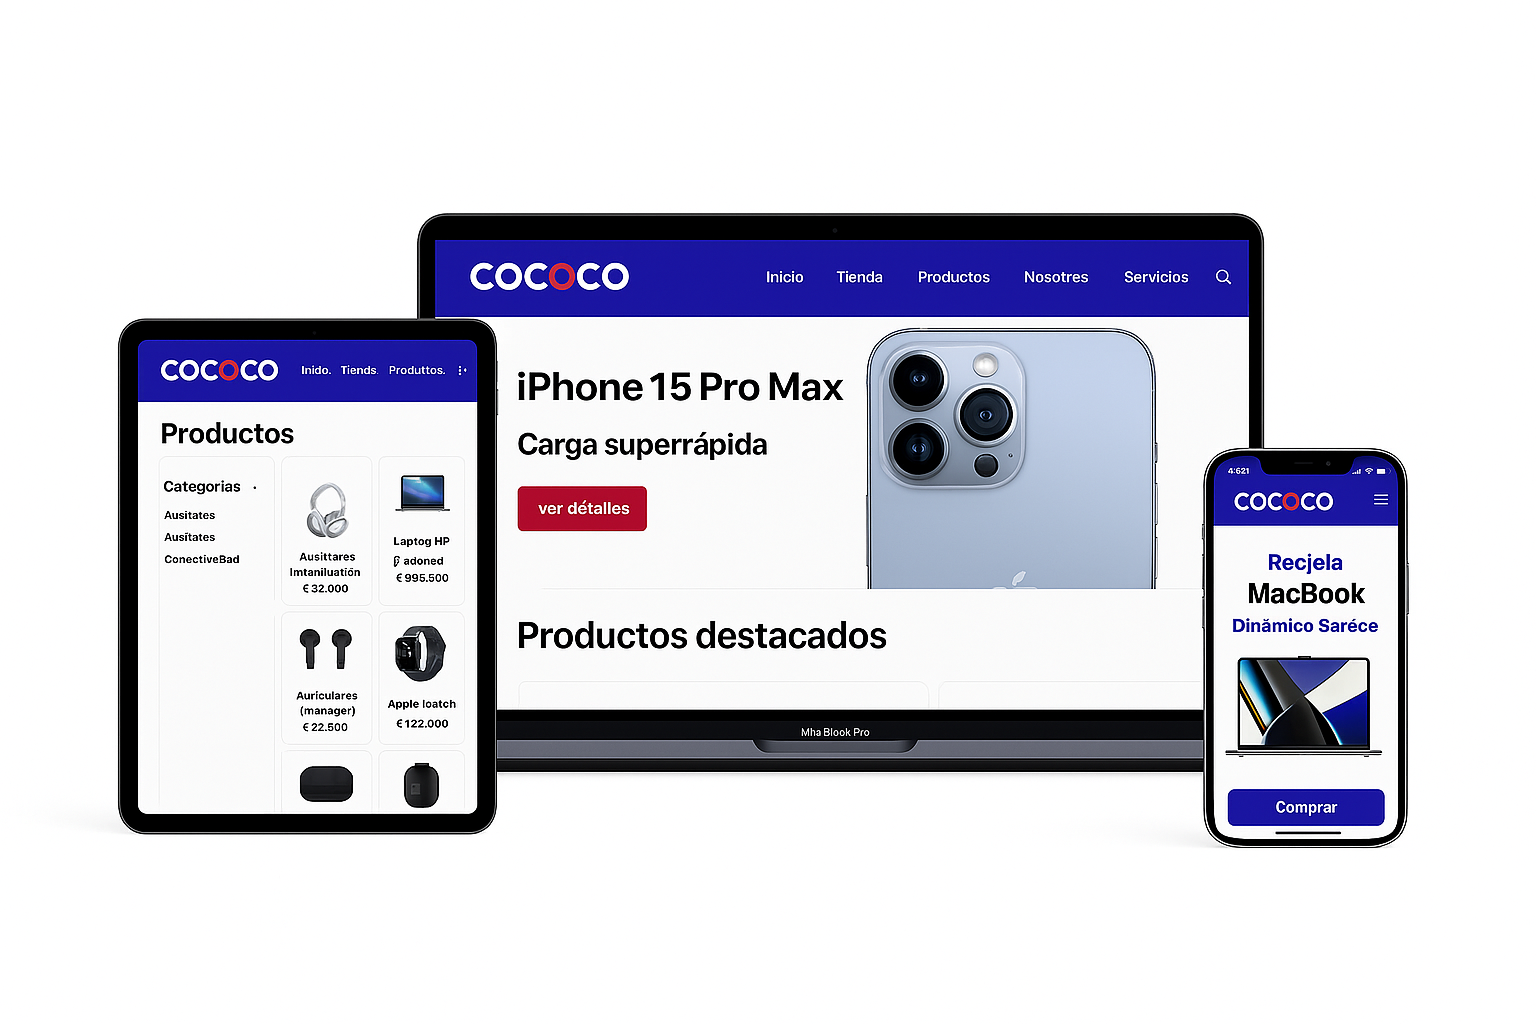 COCOCO
Inicio Tienda Productos Nosotres Servicios
iPhone 15 Pro Max
Carga superrápida
ver détalles
Productos destacados
Mha Blook Pro
COCOCO
Inido. Tiends. Produttos.
Productos
Categorias
Ausitates
Ausítates
ConectiveBad
Ausittares
Imtaniluatión
€ 32.000
Laptog HP
adoned
€ 995.500
Auriculares
(manager)
€ 22.500
Apple loatch
€ 122.000
4:621
COCOCO
Recjela
MacBook
Dinămico Saréce
Comprar